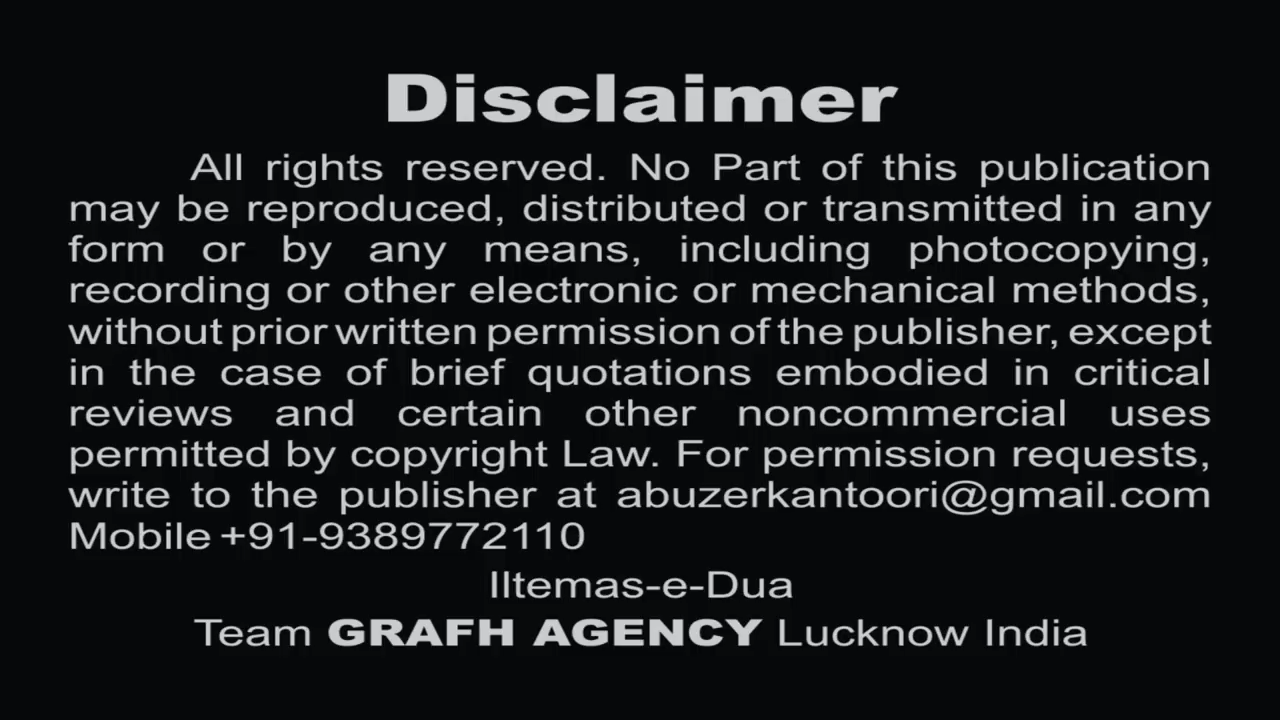 Disclaimer
All rights reserved. No Part of this publication
may be reproduced, distributed or transmitted in any
form or by any means, including photocopying,
recording or other electronic or mechanical methods,
without prior written permission of the publisher, except
in the case of brief quotations embodied in critical
reviews and certain other noncommercial uses
permitted by copyright Law. For permission requests,
write to the publisher at abuzerkantoori@gmail.com
Mobile +91-9389772110
IItemas-e-Dua
Team GRAFH AGENCY Lucknow India